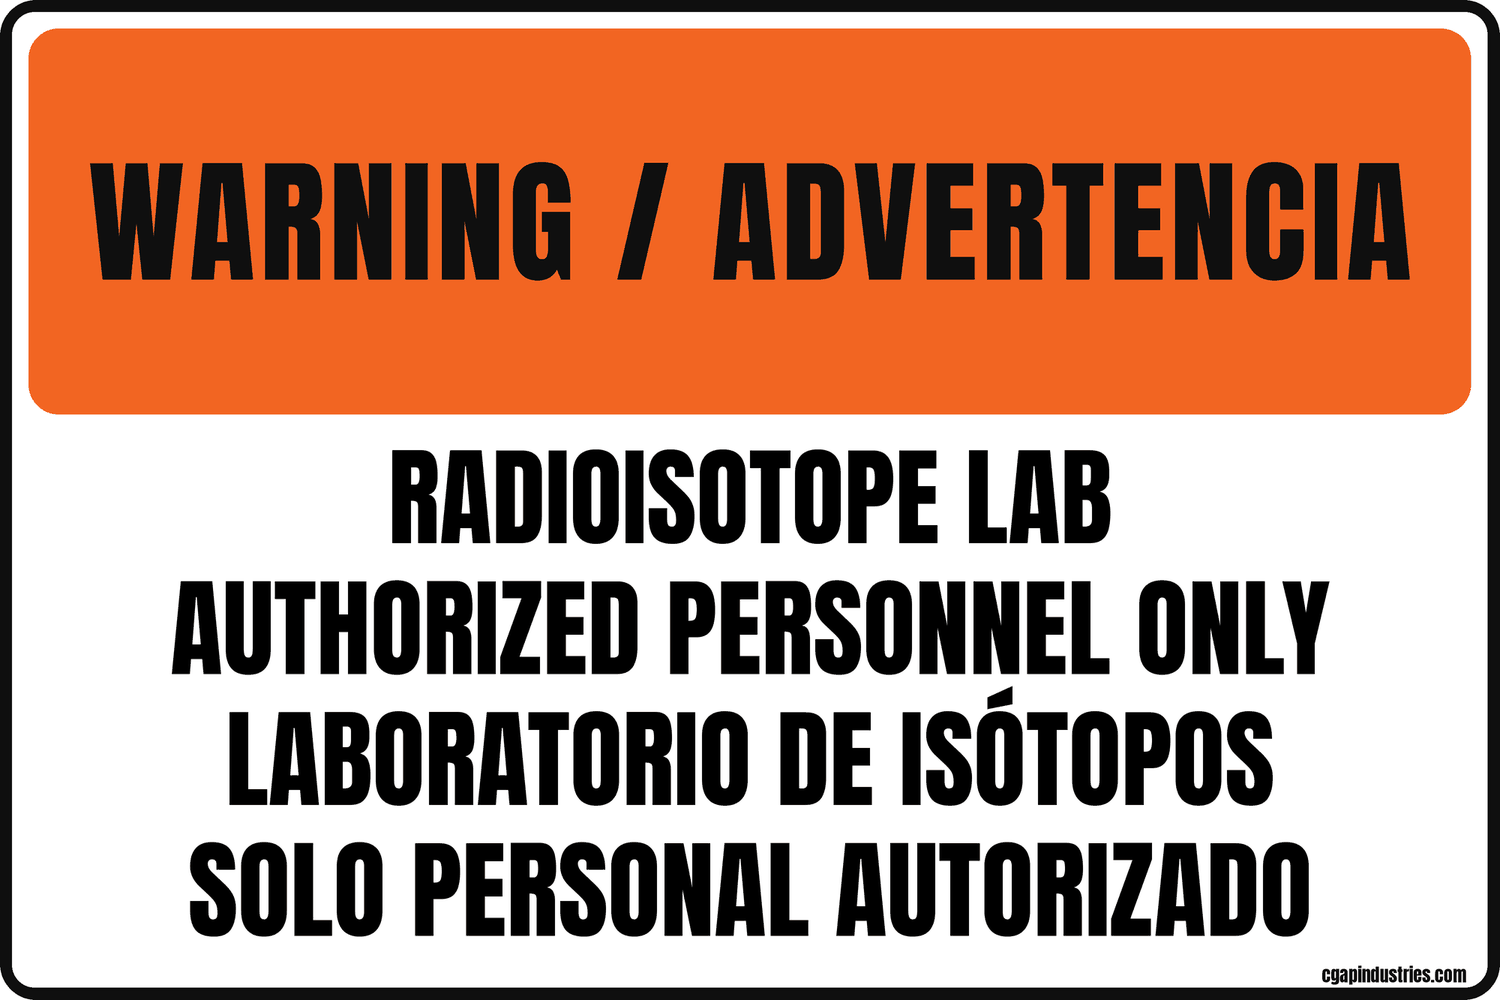 WARNING / ADVERTENCIA
RADIOISOTOPE LAB
AUTHORIZED PERSONNEL ONLY
LABORATORIO DE ISÓTOPOS
SOLO PERSONAL AUTORIZADO
cgapindustries.com